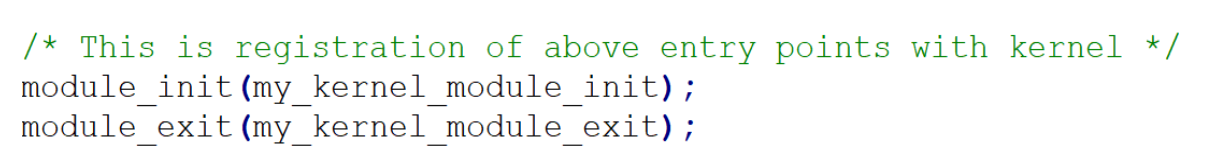 /* This is registration of above entry points with kernel */
module_init(my_kernel_module_init);
module_exit(my_kernel_module_exit);